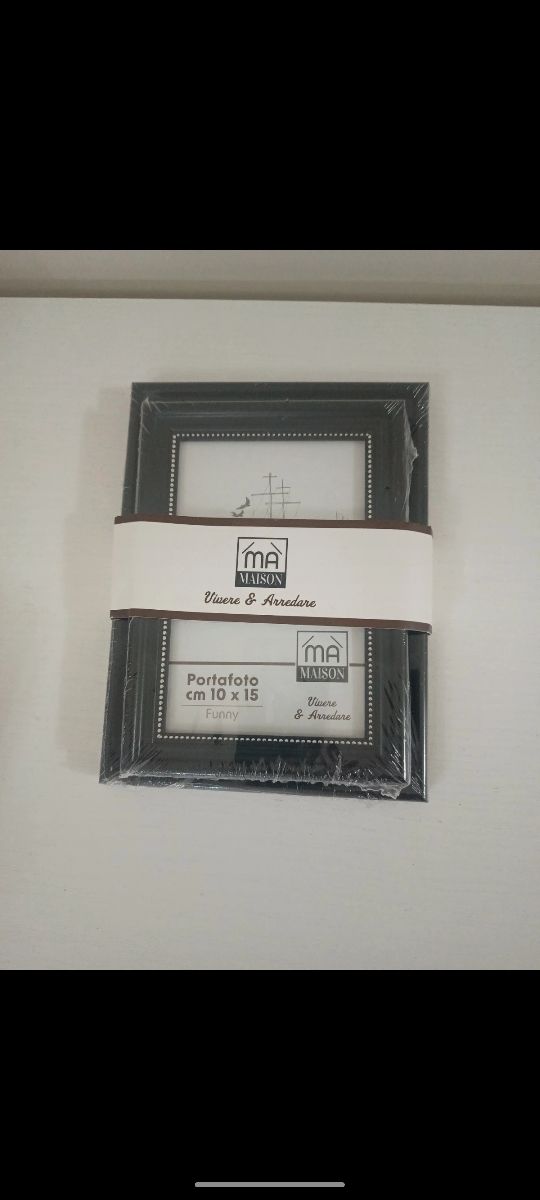 MA
MAISON
Vivere & Arredare
MA
MAISON
Portafoto
cm 10 x 15
Funny
Vivere
& Arredare